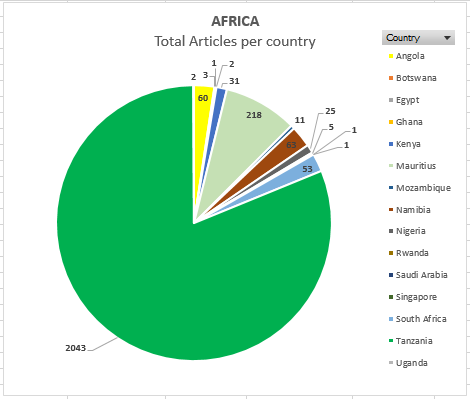 AFRICA
Total Articles per country
Country
1
2
2
3
31
60
218
11
63
25
5
1
1
53
2043
Angola
Botswana
Egypt
Ghana
Kenya
Mauritius
Mozambique
Namibia
Nigeria
Rwanda
Saudi Arabia
Singapore
South Africa
Tanzania
Uganda